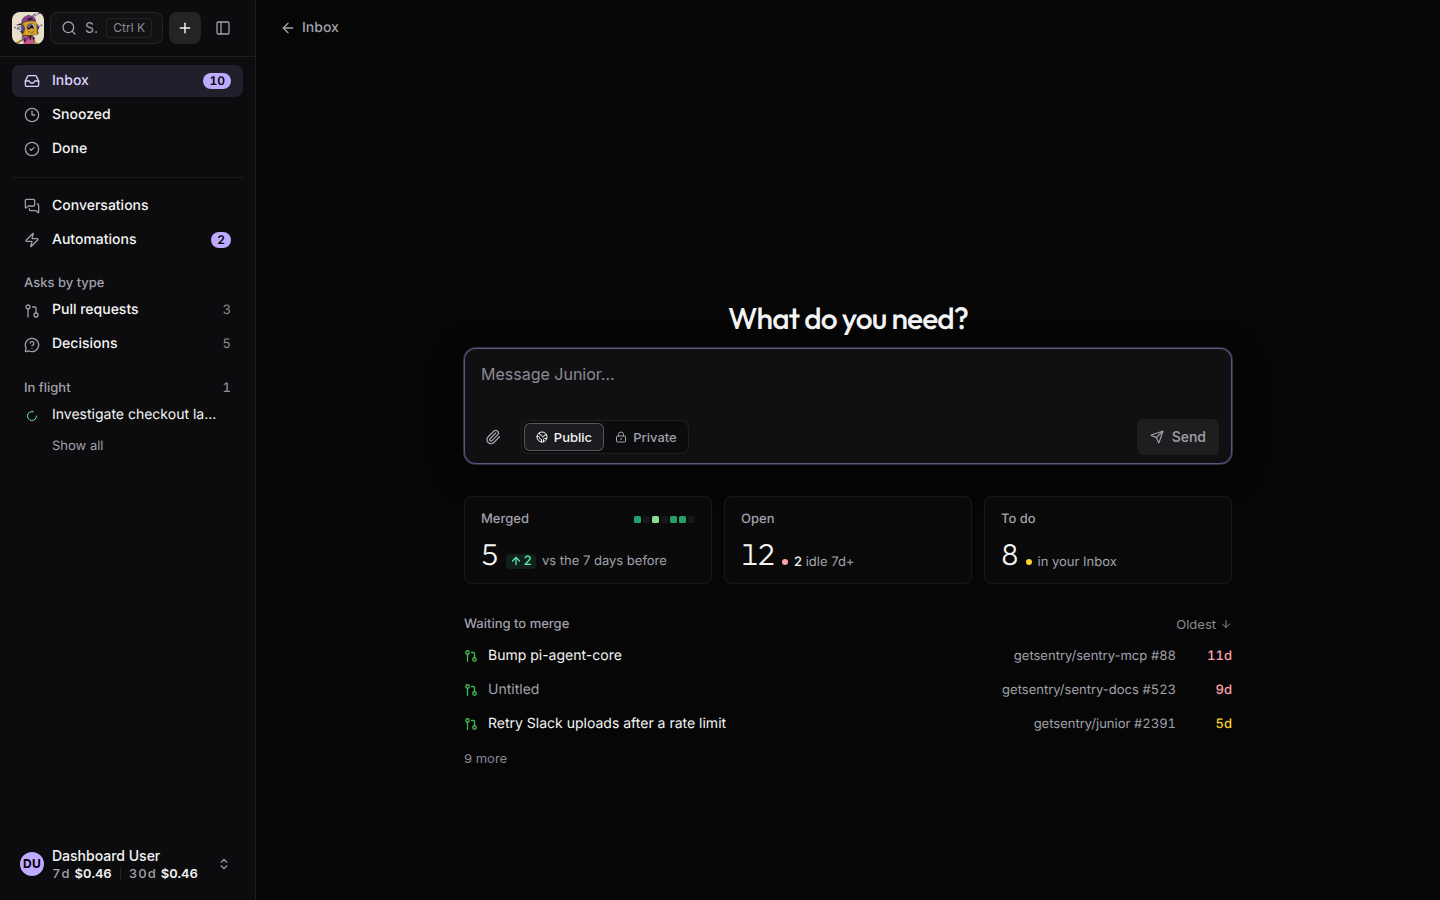 S. Ctrl K
Inbox 10
Snoozed
Done
Conversations
Automations 2
Asks by type
Pull requests 3
Decisions 5
In flight 1
Investigate checkout la...
Show all
DU Dashboard User
7d $0.46 30d $0.46
Inbox
What do you need?
Message Junior...
Public Private Send
Merged
5 2 vs the 7 days before
Open
12 2 idle 7d+
To do
8 in your Inbox
Waiting to merge Oldest
Bump pi-agent-core getsentry/sentry-mcp #88 11d
Untitled getsentry/sentry-docs #523 9d
Retry Slack uploads after a rate limit getsentry/junior #2391 5d
9 more